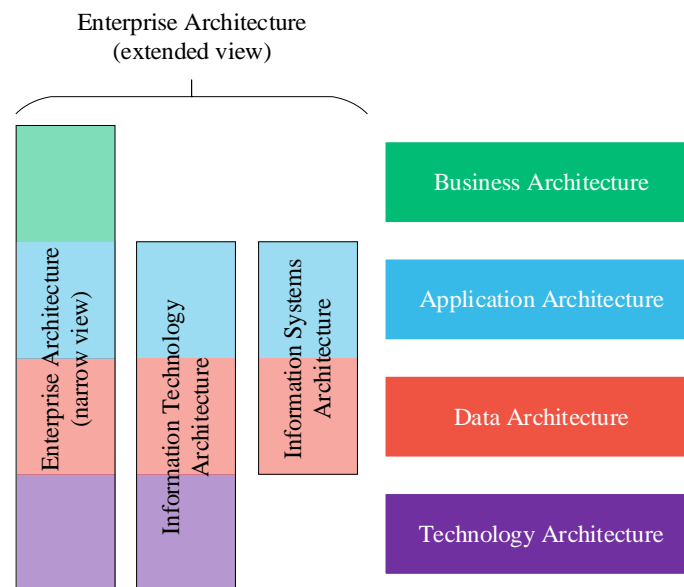 Enterprise Architecture
(extended view)
Enterprise Architecture
(narrow view)
Information Technology
Architecture
Information Systems
Architecture
Business Architecture
Application Architecture
Data Architecture
Technology Architecture